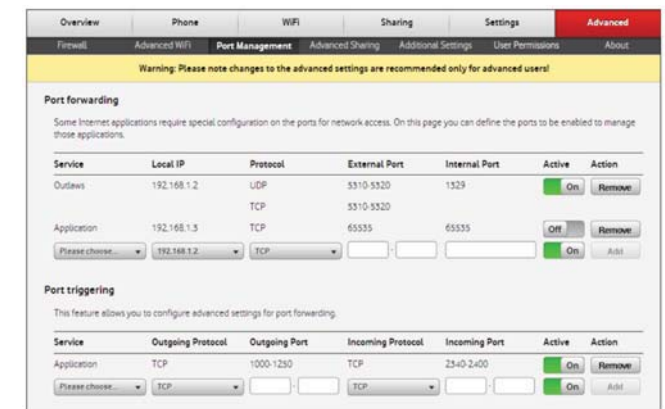 Overview Phone WiFi Sharing Settings Advanced
Firewall Advanced WiFi Port Management Advanced Sharing Additional Settings User Permissions About
Warning: Please note changes to the advanced settings are recommended only for advanced users!
Port forwarding
Some Internet applications require special configuration on the ports for network access. On this page you can define the ports to be enabled to manage
those applications.
Service Local IP Protocol External Port Internal Port Active Action
Outlaws 192.168.1.2 UDP 5310-5320 1329 On Remove
TCP 5310-5320
Application 192.168.1.3 TCP 65535 65535 Off Remove
Please choose... 192.168.1.2 TCP - On Add
Port triggering
This feature allows you to configure advanced settings for port forwarding.
Service Outgoing Protocol Outgoing Port Incoming Protocol Incoming Port Active Action
Application TCP 1000-1250 TCP 2340-2400 On Remove
Please choose... TCP - TCP - On Add